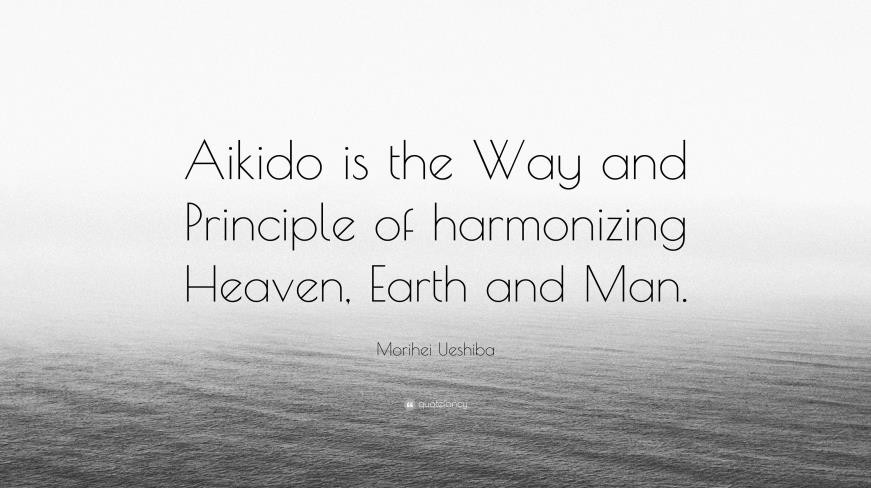 Aikido is the Way and
Principle of harmonizing
Heaven, Earth and Man.
Morihei Ueshiba
quotefancy